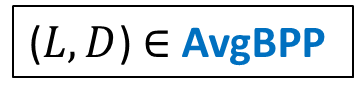 (L, D) ∈ AvgBPP